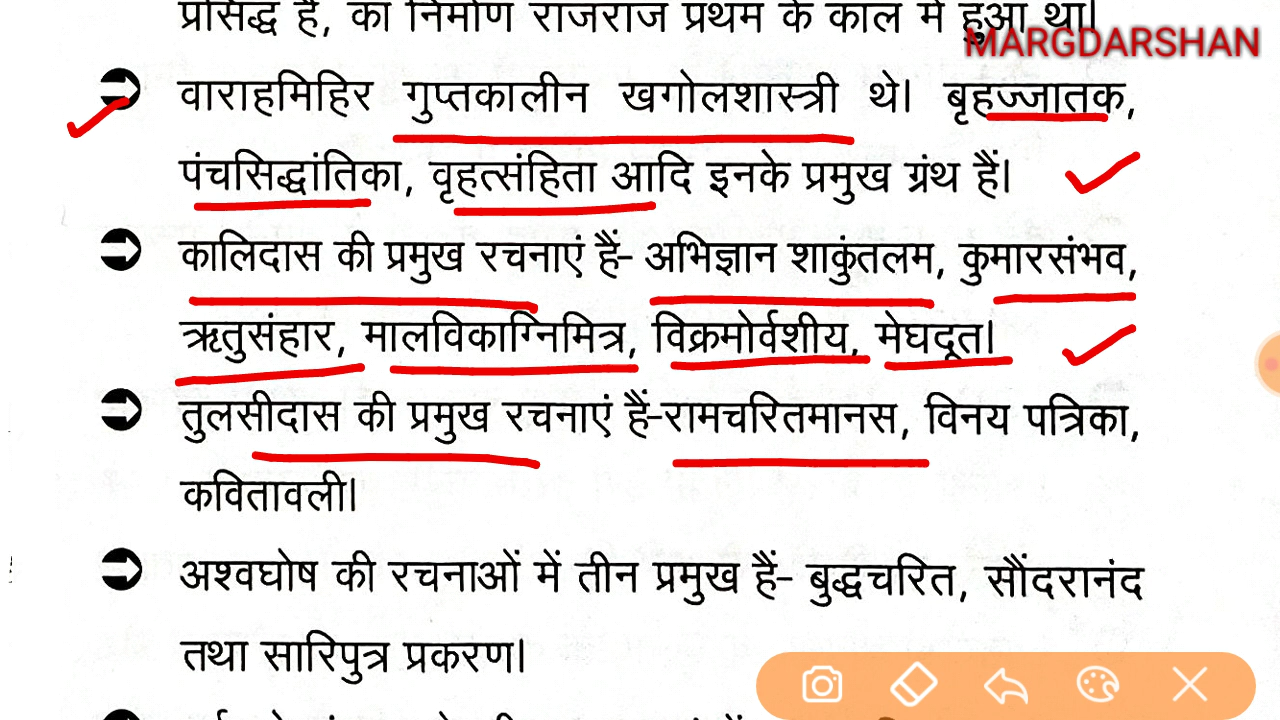 प्रसिद्ध है, का निर्माण राजराज प्रथम के काल में हुआ था।
MARGDARSHAN
वाराहमिहिर गुप्तकालीन खगोलशास्त्री थे। बृहज्जातक,
पंचसिद्धांतिका, वृहत्संहिता आदि इनके प्रमुख ग्रंथ हैं।
कालिदास की प्रमुख रचनाएं हैं- अभिज्ञान शाकुंतलम, कुमारसंभव,
ऋतुसंहार, मालविकाग्निमित्र, विक्रमोर्वशीय, मेघदूत।
तुलसीदास की प्रमुख रचनाएं हैं-रामचरितमानस, विनय पत्रिका,
कवितावली।
अश्वघोष की रचनाओं में तीन प्रमुख हैं- बुद्धचरित, सौंदरानंद
तथा सारिपुत्र प्रकरण।